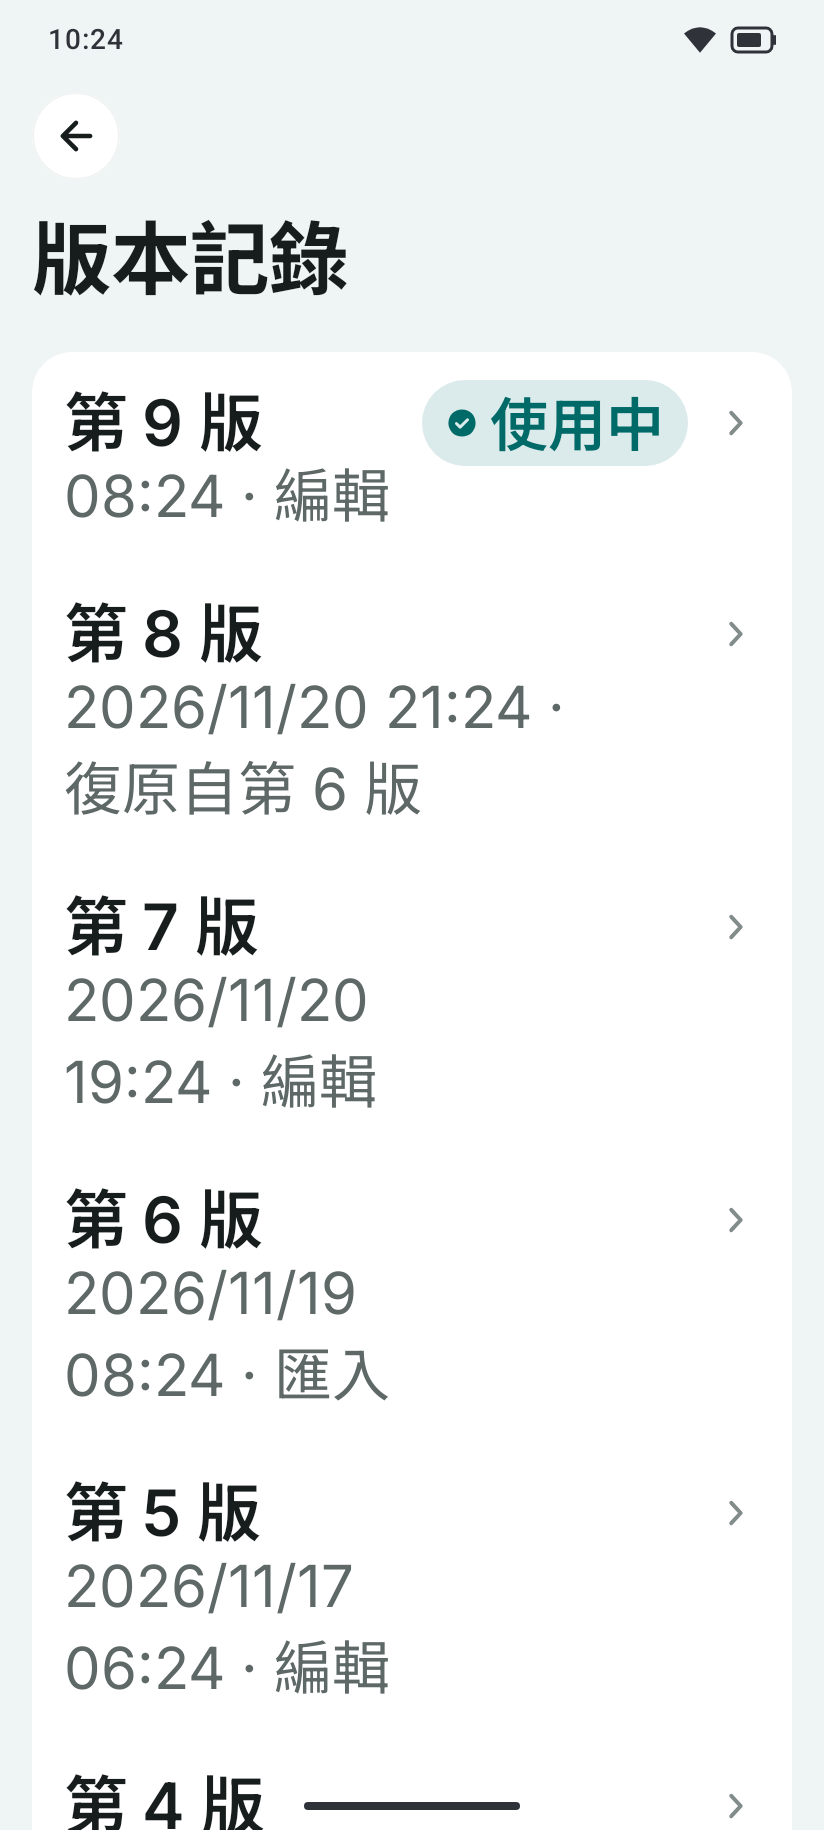 10:24
版本記錄
第 9 版
使用中
08:24 · 編輯
第 8 版
2026/11/20 21:24 ·
復原自第 6 版
第 7 版
2026/11/20
19:24 · 編輯
第 6 版
2026/11/19
08:24 · 匯入
第 5 版
2026/11/17
06:24 · 編輯
第 4 版